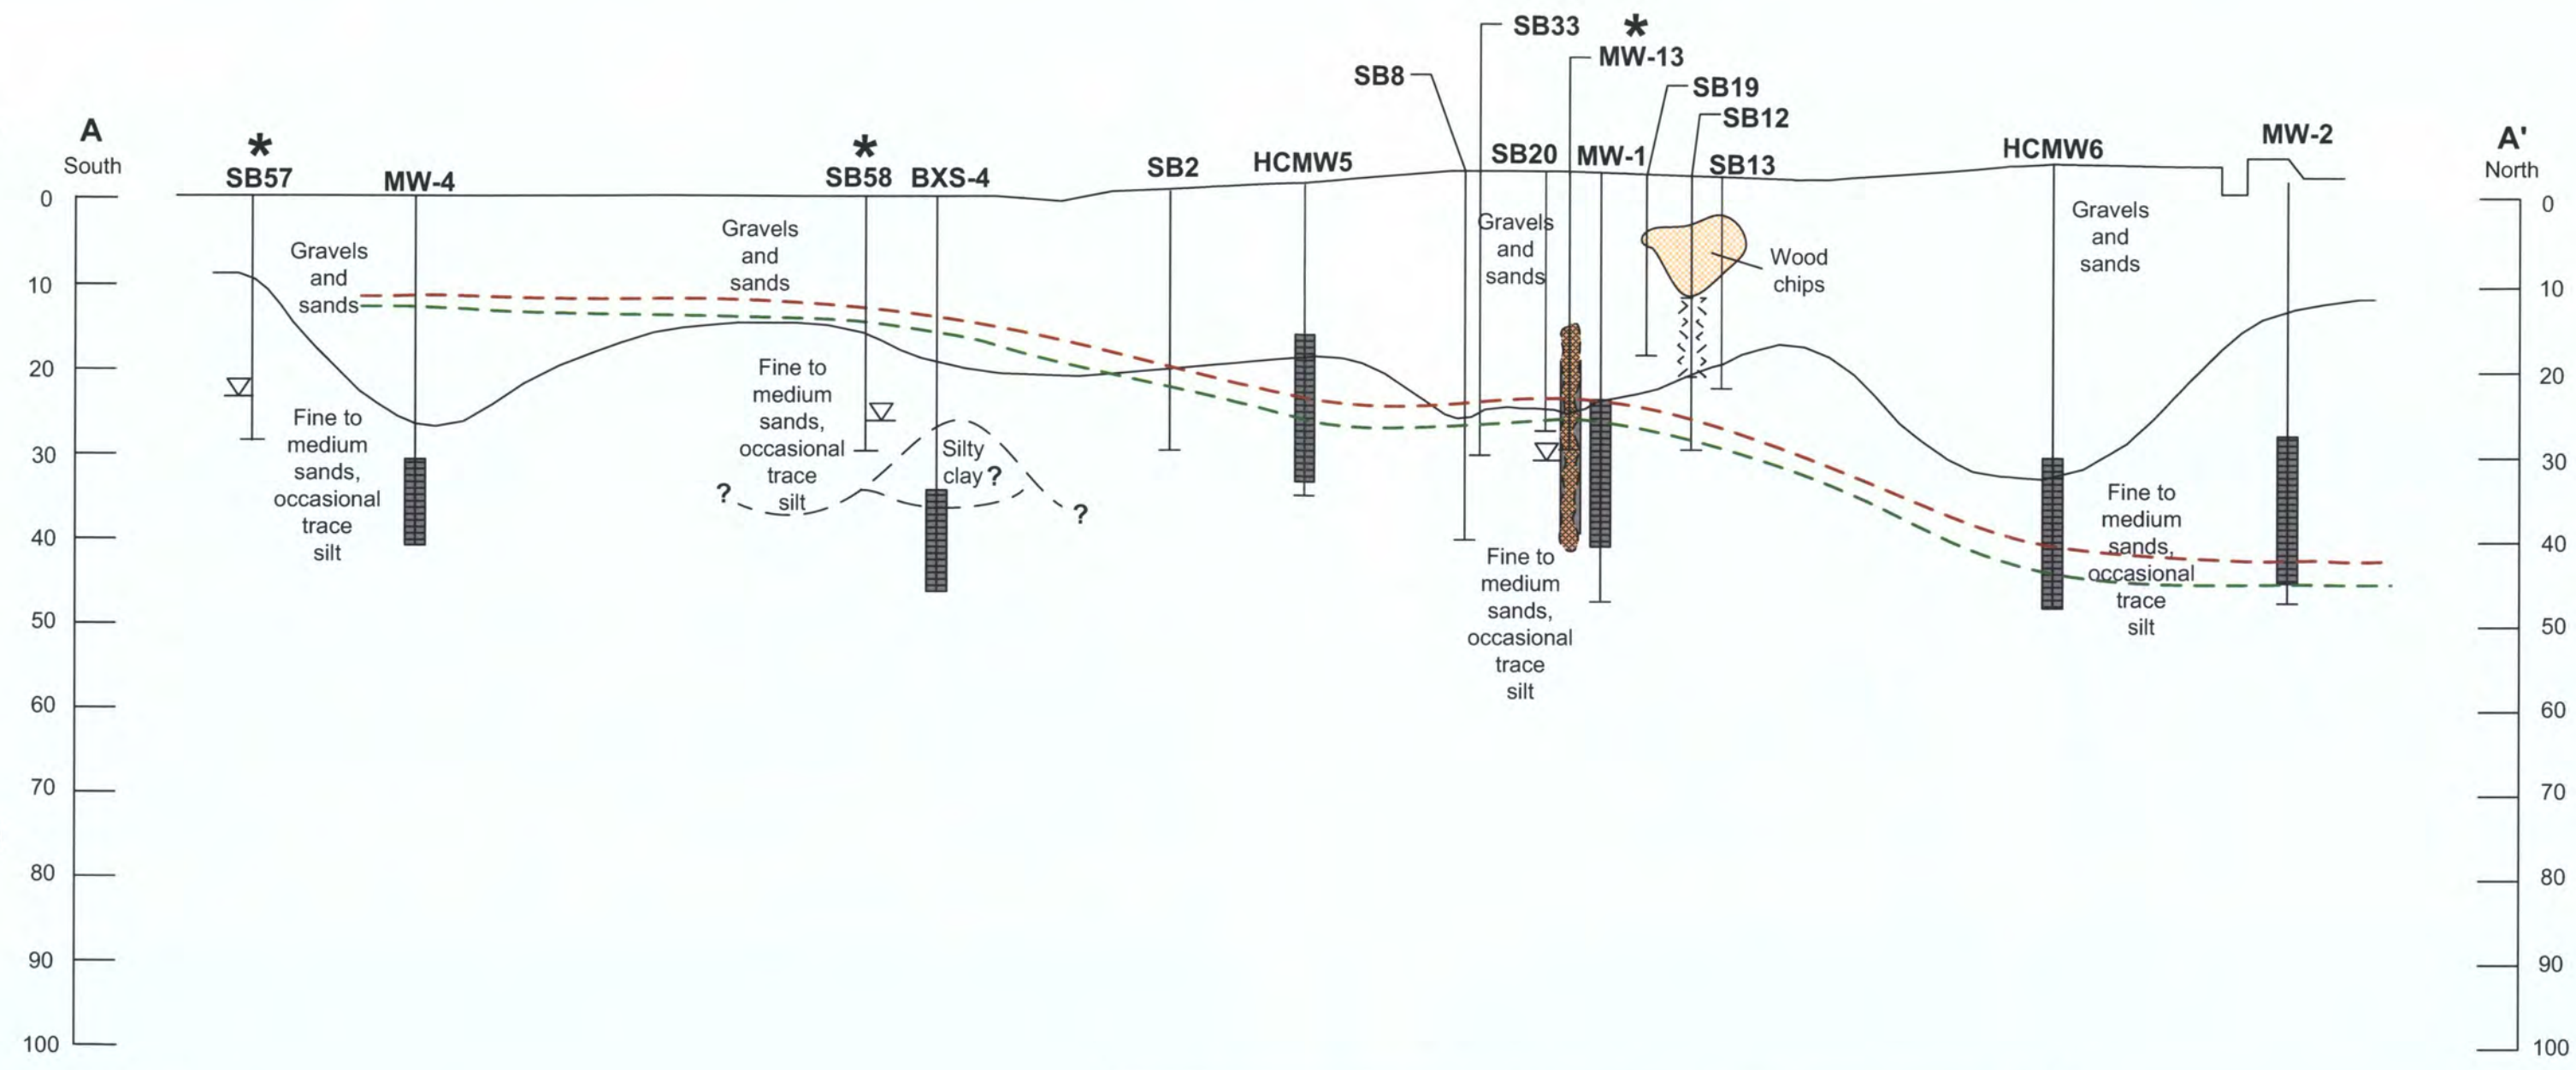 SB33
*
MW-13
SB8
SB19
SB12
A
South
*
SB57
MW-4
*
SB58
BXS-4
SB2
HCMW5
SB20
MW-1
SB13
HCMW6
MW-2
A'
North
0
10
20
30
40
50
60
70
80
90
100
Gravels
and
sands
Fine to
medium
sands,
occasional
trace
silt
Gravels
and
sands
Fine to
medium
sands,
occasional
trace
silt
?
Silty
clay ?
?
Gravels
and
sands
Wood
chips
Fine to
medium
sands,
occasional
trace
silt
Gravels
and
sands
Fine to
medium
sands,
occasional
trace
silt
0
10
20
30
40
50
60
70
80
90
100